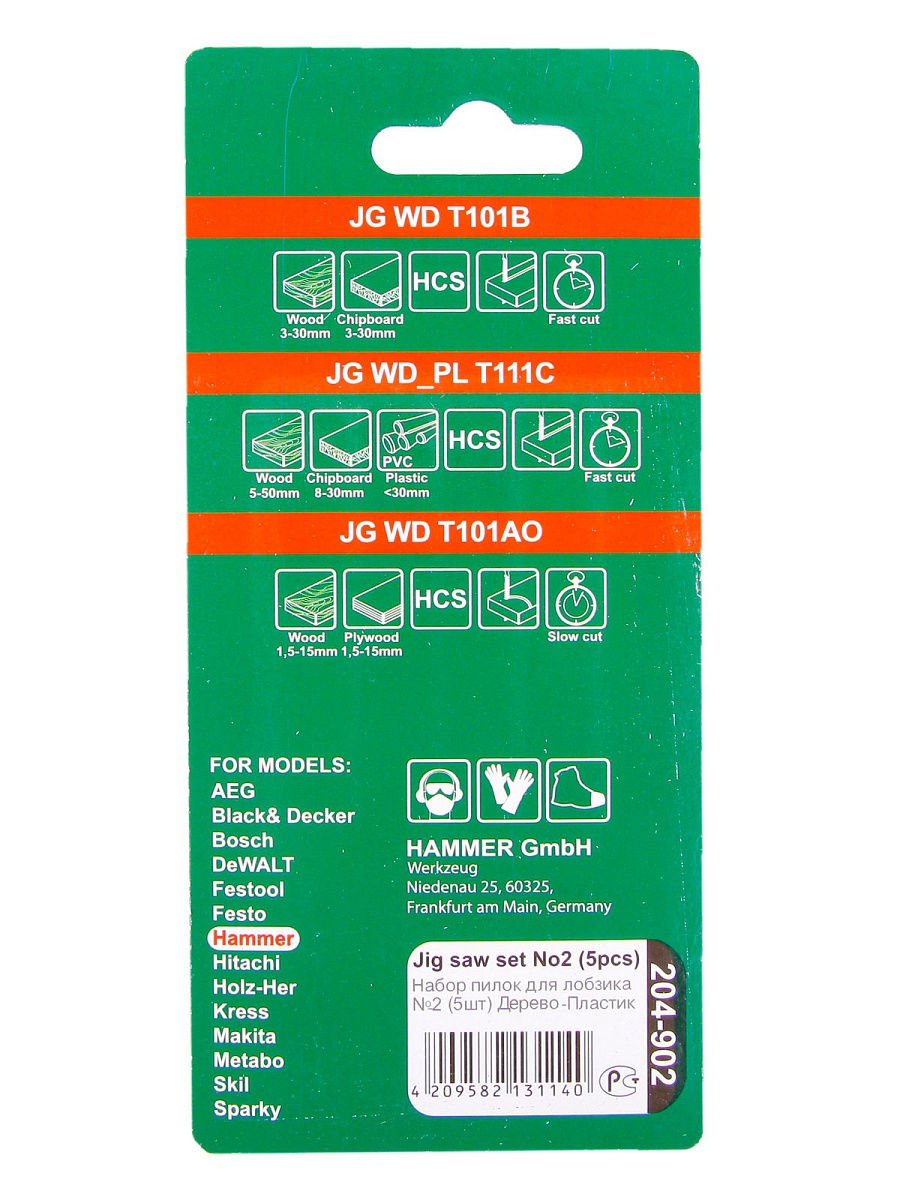 JG WD T101B
HCS
Wood Chipboard Fast cut
3-30mm 3-30mm
JG WD_PL T111C
HCS
PVC
Wood Chipboard Plastic Fast cut
5-50mm 8-30mm <30mm
JG WD T101AO
HCS
Wood Plywood Slow cut
1,5-15mm 1,5-15mm
FOR MODELS:
AEG
Black& Decker
Bosch
DeWALT
Festool
Festo
Hammer
Hitachi
Holz-Her
Kress
Makita
Metabo
Skil
Sparky
HAMMER GmbH
Werkzeug
Niedenau 25, 60325,
Frankfurt am Main, Germany
Jig saw set No2 (5pcs)
Набор пилок для лобзика
№2 (5шт) Дерево-Пластик
4 209582 131140
РСТ
204-902